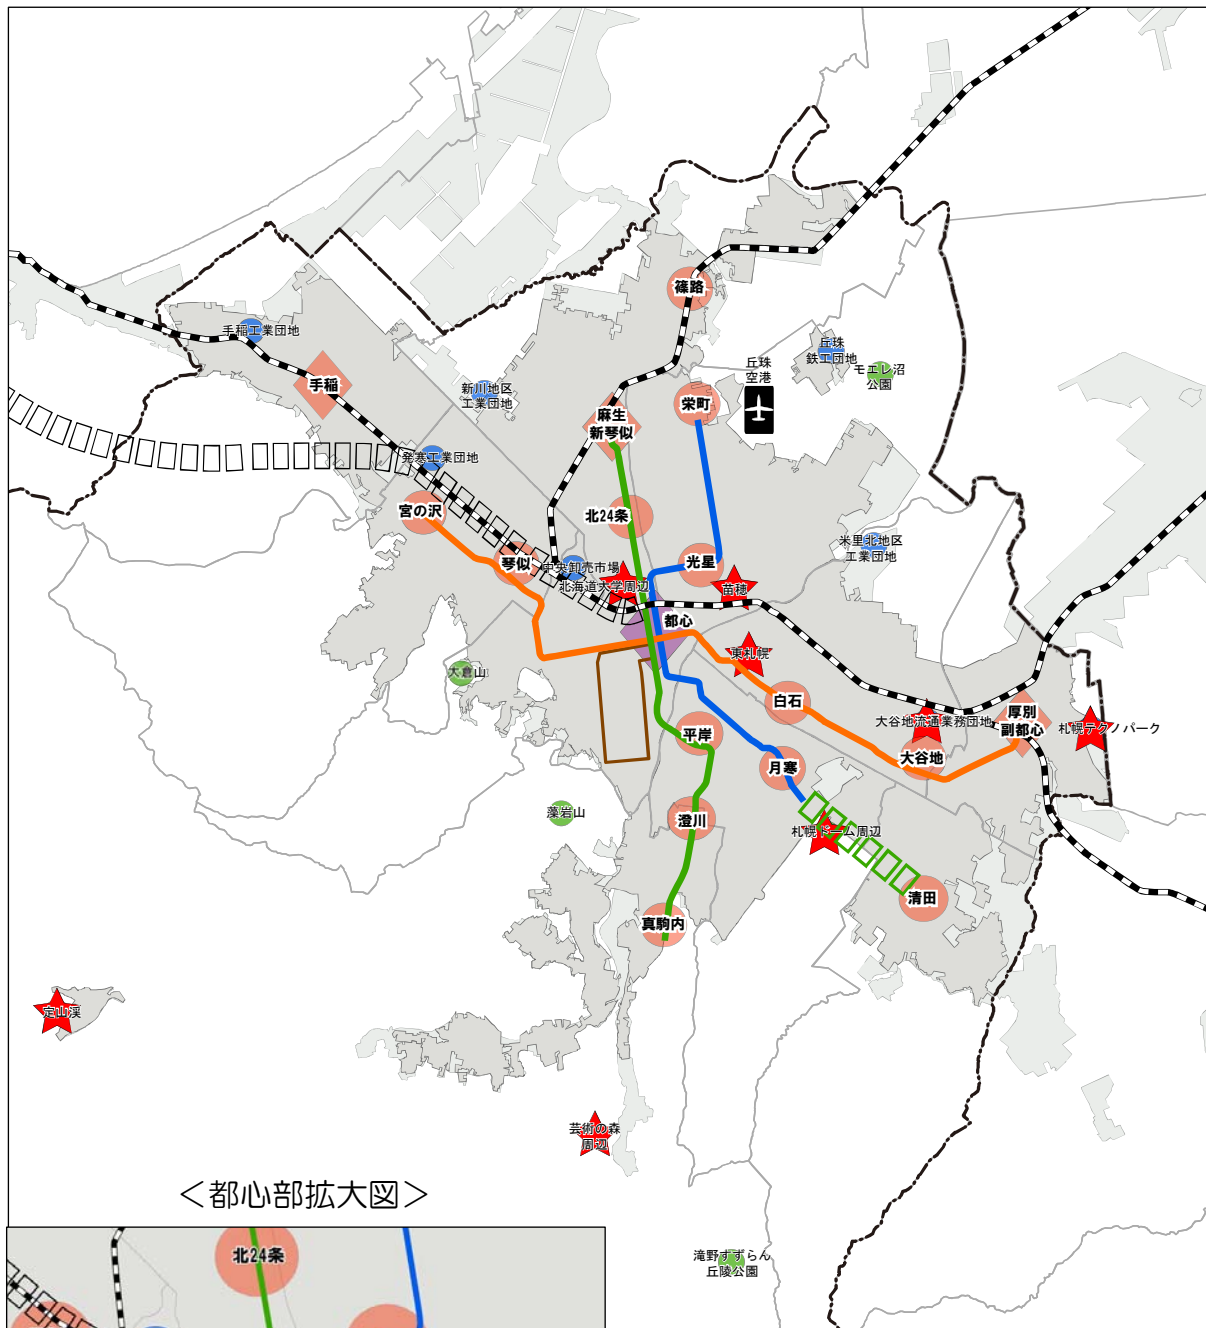 篠路
手稲工業団地
丘珠
鉄工団地
丘珠
空港
モエレ沼
公園
手稲
新川地区
工業団地
栄町
麻生
新琴似
発寒工業団地
宮の沢
北24条
米里北地区
工業団地
琴似
中央卸売市場
光星
北海道大学周辺
苗穂
都心
東札幌
大倉山
白石
厚別
副都心
大谷地流通業務団地
札幌テクノパーク
平岸
大谷地
月寒
藻岩山
澄川
札幌ドーム周辺
清田
真駒内
定山渓
芸術の森
周辺
＜都心部拡大図＞
滝野すずらん
丘陵公園
北24条